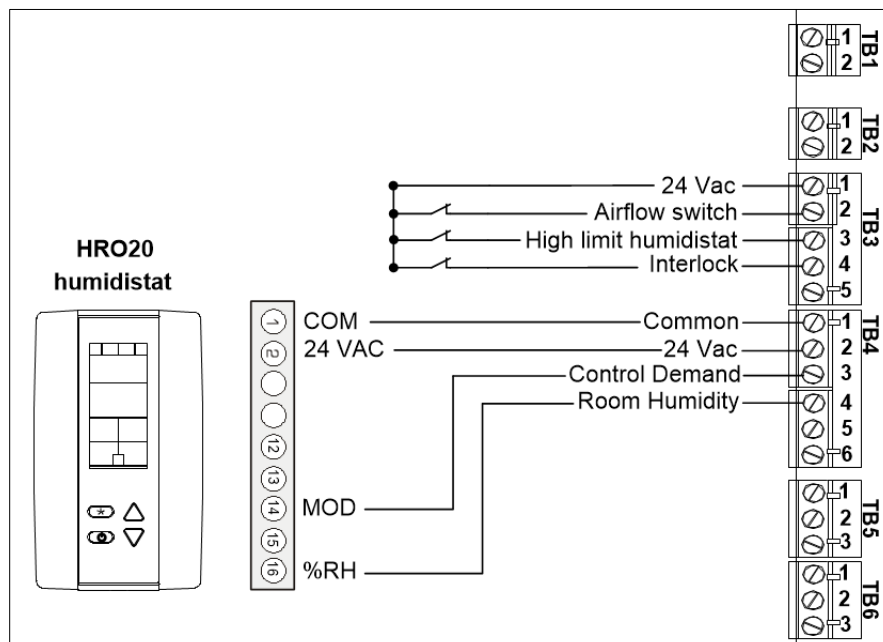 1
2
TB1
1
2
TB2
24 Vac 1
Airflow switch 2
High limit humidistat 3
Interlock 4
5
TB3
HRO20
humidistat
1 COM Common 1
2 24 VAC 24 Vac 2
Control Demand 3
Room Humidity 4
5
6
TB4
12
13
14 MOD
15
16 %RH
1
2
3
TB5
1
2
3
TB6